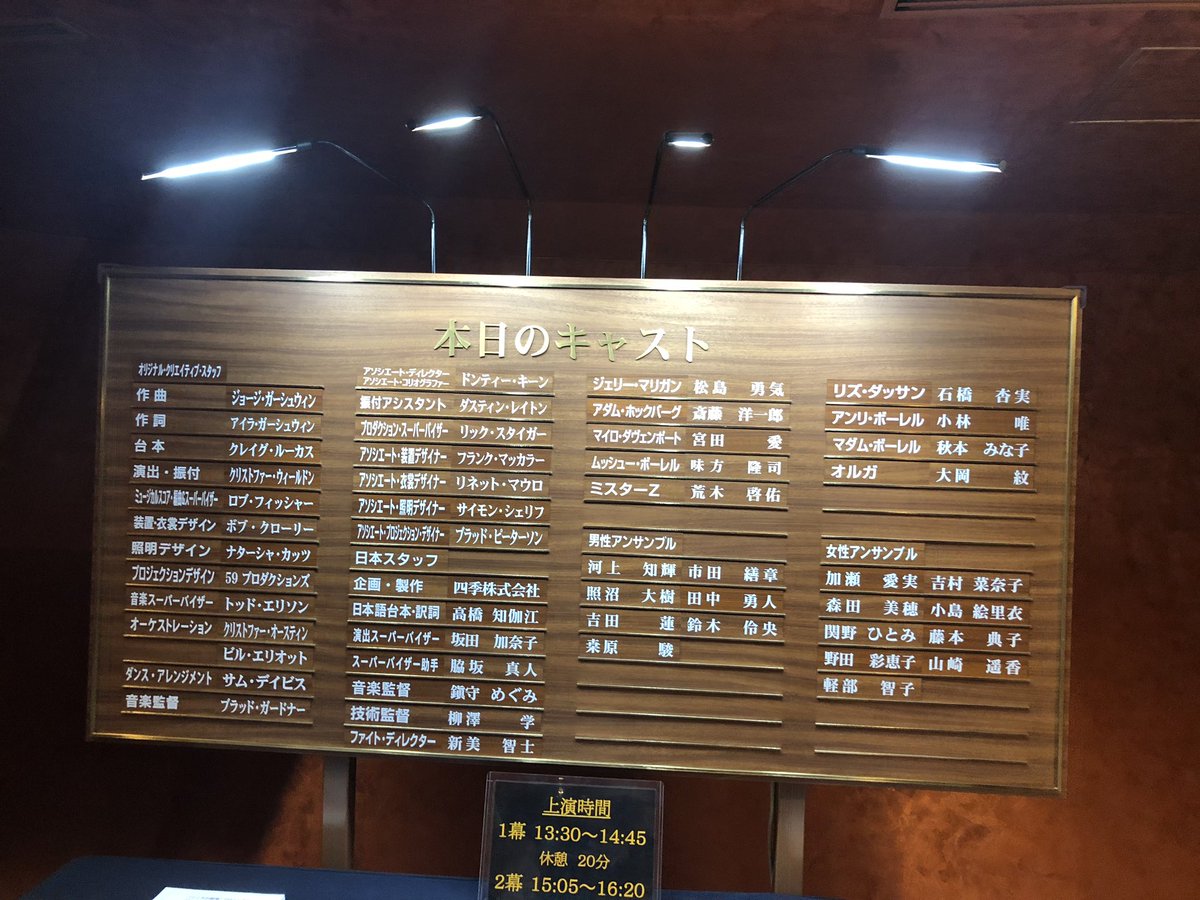 本日のキャスト
オリジナル・クリエイティブ・スタッフ
作曲 ジョージ・ガーシュウィン
作詞 アイラ・ガーシュウィン
台本 クレイグ・ルーカス
演出・振付 クリストファー・ウィールドン
ロブ・フィッシャー
装置・衣裳デザイン ボブ・クローリー
照明デザイン ナターシャ・カッツ
プロジェクションデザイン 59 プロダクションズ
音楽スーパーバイザー トッド・エリソン
オーケストレーション クリストファー・オースティン
ビル・エリオット
ダンス・アレンジメント サム・デイビス
音楽監督 ブラッド・ガードナー
アソシエート・ディレクター
アソシエート・コリオグラファー ドンティー・キーン
振付アシスタント ダスティン・レイトン
プロダクション・スーパーバイザー リック・スタイガー
アソシエート・装置デザイナー フランク・マッカラー
アソシエート・衣裳デザイナー リネット・マウロ
アソシエート・照明デザイナー サイモン・シェリフ
アソシエート・プロジェクション・デザイナー ブラッド・ピーターソン
日本スタッフ
企画・製作 四季株式会社
日本語台本・訳詞 高橋 知伽江
演出スーパーバイザー 坂田 加奈子
スーパーバイザー助手 脇坂 真人
音楽監督 鎮守 めぐみ
技術監督 柳澤 学
ファイト・ディレクター 新美 智士
ジェリー・マリガン 松島 勇気
アダム・ホックバーグ 斎藤 洋一郎
マイロ・ダヴェンポート 宮田 愛
ムッシュー・ボーレル 味方 隆司
ミスターZ 荒木 啓佑
男性アンサンブル
河上 知輝 市田 繕章
照沼 大樹 田中 勇人
吉田 蓮 鈴木 伶央
桒原 駿
リズ・ダッサン 石橋 杏実
アンリ・ボーレル 小林 唯
マダム・ボーレル 秋本 みな子
オルガ 大岡 紋
女性アンサンブル
加瀬 愛実 吉村 菜奈子
森田 美穂 小島 絵里衣
関野 ひとみ 藤本 典子
野田 彩恵子 山崎 遥香
軽部 智子
上演時間
1幕 13:30〜14:45
休憩 20分
2幕 15:05〜16:20